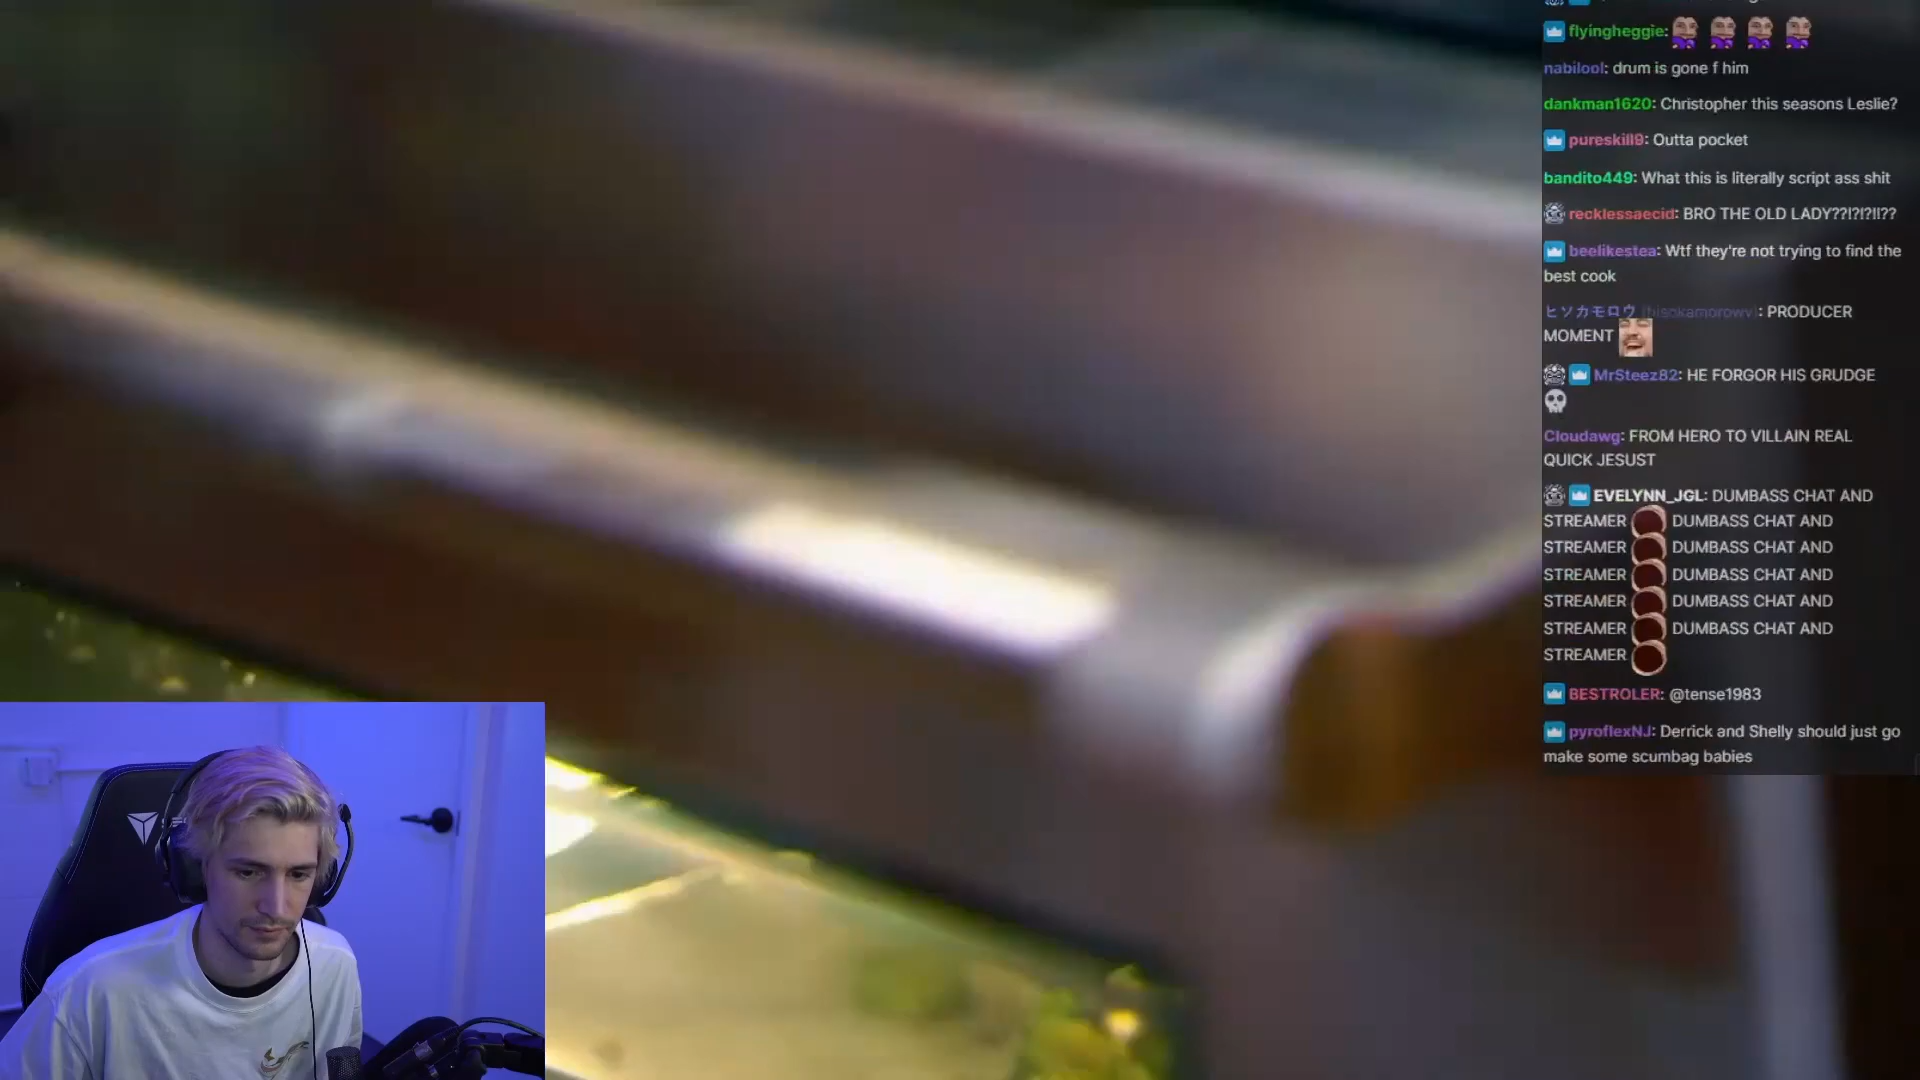 flyingheggie:
nabilool: drum is gone f him
dankman1620: Christopher this seasons Leslie?
pureskill9: Outta pocket
bandito449: What this is literally script ass shit
recklessaecid: BRO THE OLD LADY??!?!?!!??
beelikestea: Wtf they're not trying to find the
best cook
ヒソカモロウ (hisokamorowv): PRODUCER
MOMENT
MrSteez82: HE FORGOR HIS GRUDGE
Cloudawg: FROM HERO TO VILLAIN REAL
QUICK JESUST
EVELYNN_JGL: DUMBASS CHAT AND
STREAMER DUMBASS CHAT AND
STREAMER DUMBASS CHAT AND
STREAMER DUMBASS CHAT AND
STREAMER DUMBASS CHAT AND
STREAMER DUMBASS CHAT AND
STREAMER
BESTROLER: @tense1983
pyroflexNJ: Derrick and Shelly should just go
make some scumbag babies